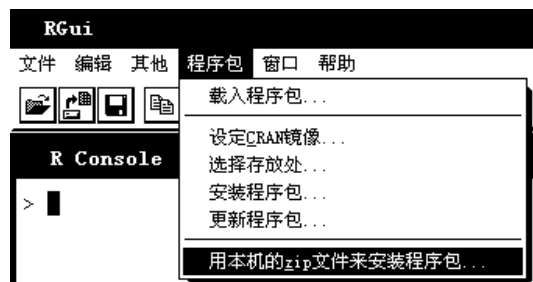 RGui
文件 编辑 其他 程序包 窗口 帮助
载入程序包...
设定CRAN镜像...
选择存放处...
安装程序包...
更新程序包...
用本机的zip文件来安装程序包...
R Console
>